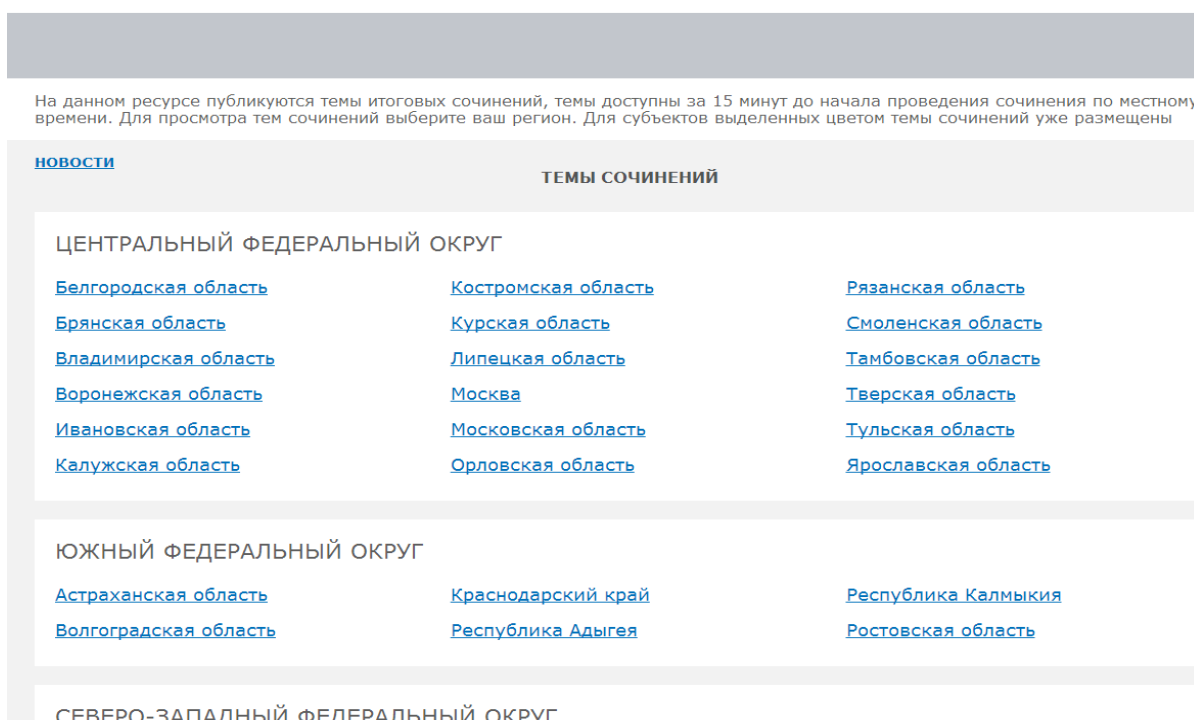 На данном ресурсе публикуются темы итоговых сочинений, темы доступны за 15 минут до начала проведения сочинения по местному
времени. Для просмотра тем сочинений выберите ваш регион. Для субъектов выделенных цветом темы сочинений уже размещены
НОВОСТИ
ТЕМЫ СОЧИНЕНИЙ
ЦЕНТРАЛЬНЫЙ ФЕДЕРАЛЬНЫЙ ОКРУГ
Белгородская область
Брянская область
Владимирская область
Воронежская область
Ивановская область
Калужская область
Костромская область
Курская область
Липецкая область
Москва
Московская область
Орловская область
Рязанская область
Смоленская область
Тамбовская область
Тверская область
Тульская область
Ярославская область
ЮЖНЫЙ ФЕДЕРАЛЬНЫЙ ОКРУГ
Астраханская область
Волгоградская область
Краснодарский край
Республика Адыгея
Республика Калмыкия
Ростовская область
СЕВЕРО-ЗАПАДНЫЙ ФЕДЕРАЛЬНЫЙ ОКРУГ